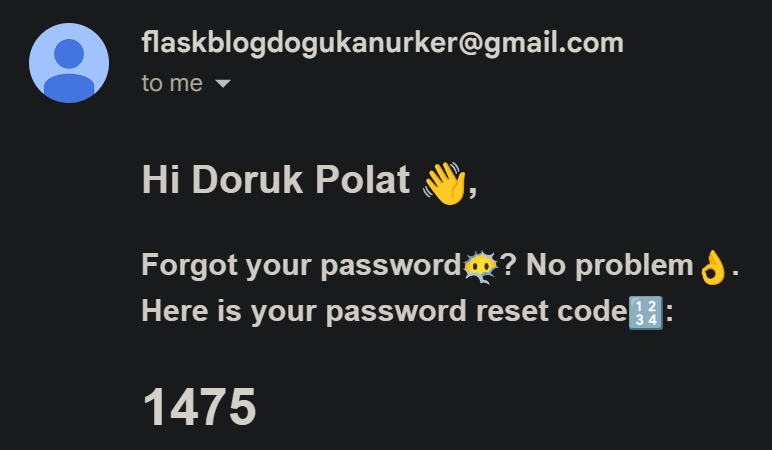 flaskblogdogukanurker@gmail.com
to me
Hi Doruk Polat 👋,
Forgot your password😶‍🌫️? No problem👌.
Here is your password reset code🔢:
1475